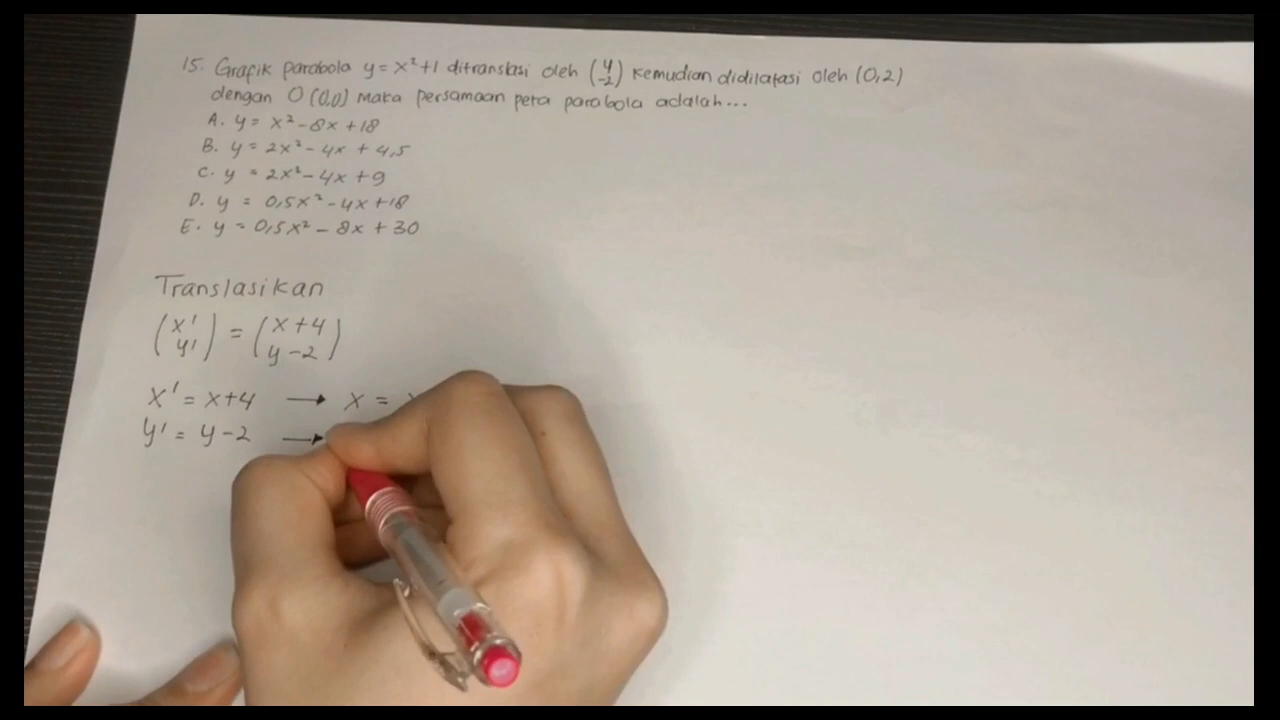 15. Grafik parabola y = x²+1 ditranslasi oleh (4 -2) kemudian didilatasi oleh (0,2)
dengan O (0,0) maka persamaan peta parabola adalah...
A. y = x² - 8x + 18
B. y = 2x² - 4x + 4,5
C. y = 2x² - 4x + 9
D. y = 0,5x² - 4x + 18
E. y = 0,5x² - 8x + 30
Translasikan
(x' y') = (x+4 y-2)
x' = x+4 → x =
y' = y-2 →